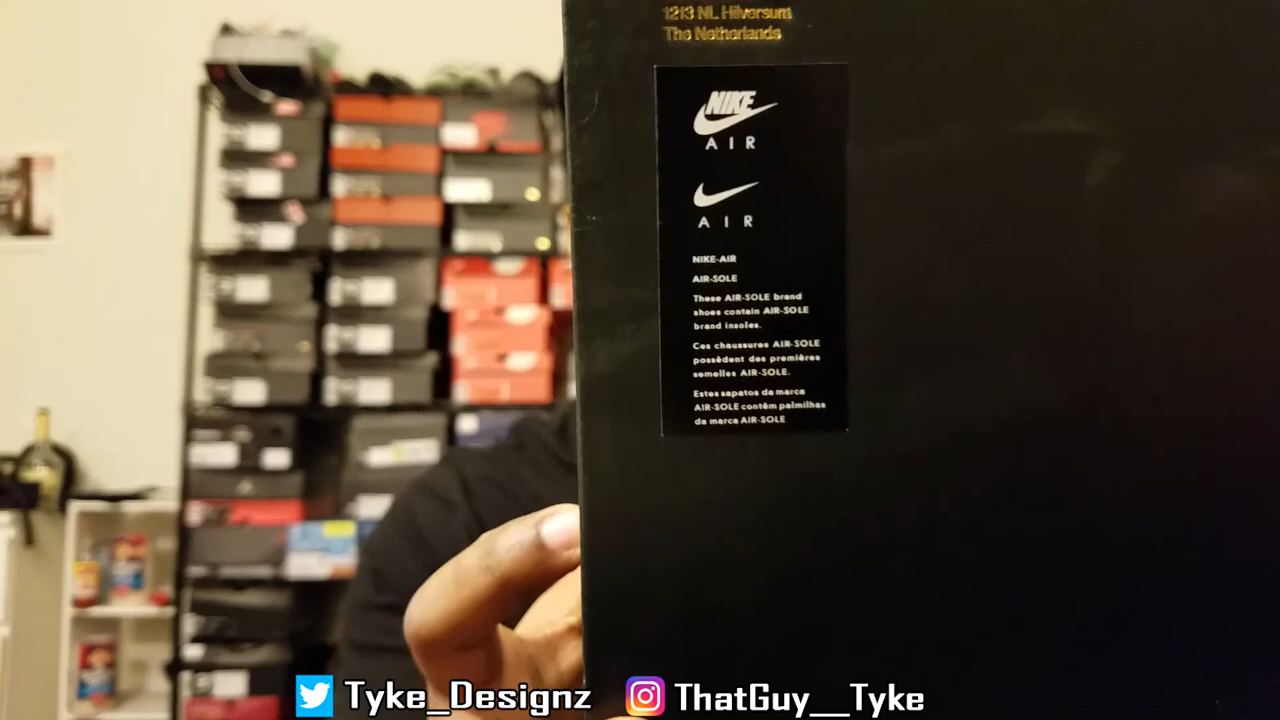 1213 NL Hilversum
The Netherlands
NIKE
AIR
AIR
NIKE-AIR
AIR-SOLE
These AIR-SOLE brand
shoes contain AIR-SOLE
brand insoles.
Ces chaussures AIR-SOLE
possèdent des premières
semelles AIR-SOLE.
Estes sapatos da marca
AIR-SOLE contêm palmilhas
da marca AIR-SOLE
Tyke_Designz
ThatGuy__Tyke